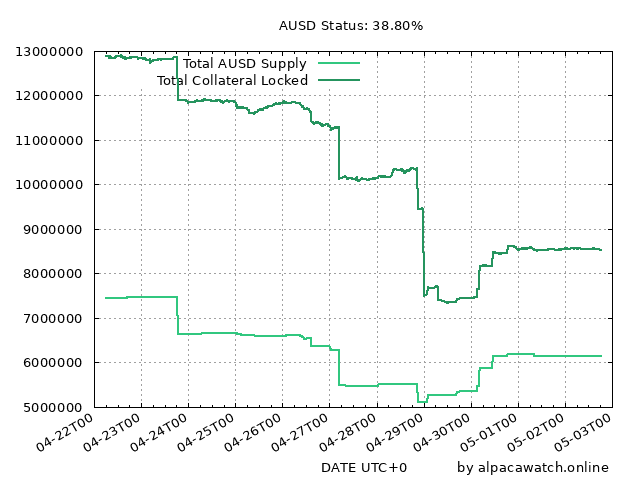 AUSD Status: 38.80%
13000000
Total AUSD Supply
Total Collateral Locked
12000000
11000000
10000000
9000000
8000000
7000000
6000000
5000000
04-22T00 04-23T00 04-24T00 04-25T00 04-26T00 04-27T00 04-28T00 04-29T00 04-30T00 05-01T00 05-02T00 05-03T00
DATE UTC+0 by alpacawatch.online